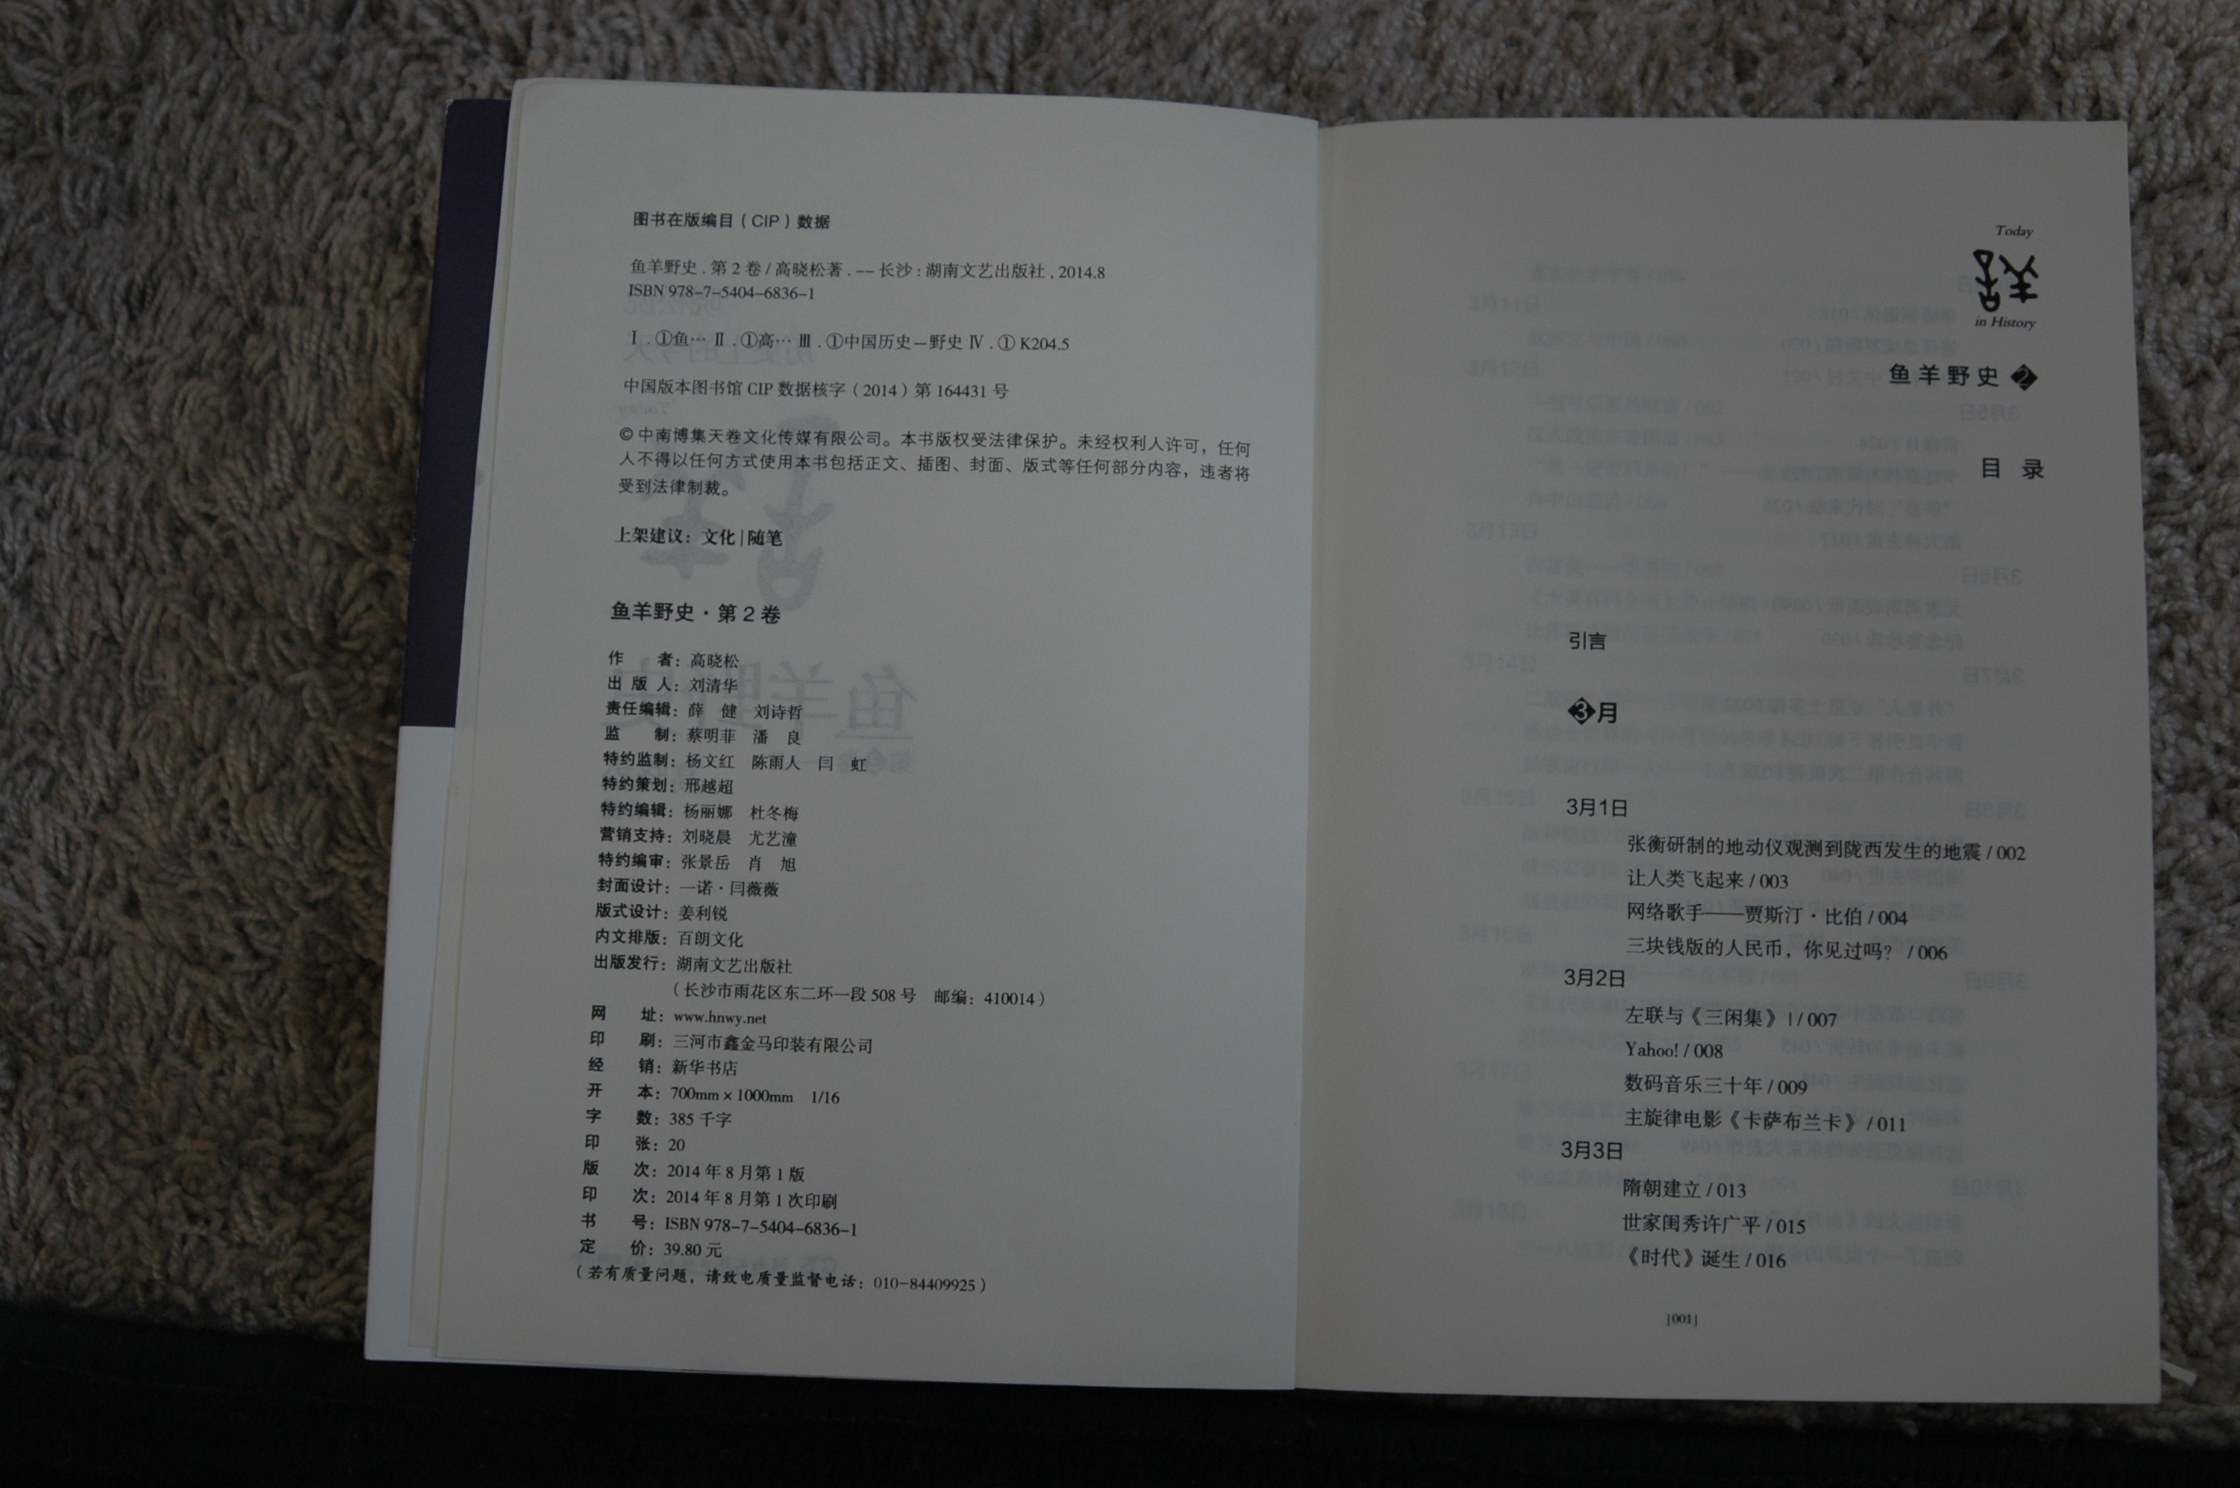 图书在版编目（CIP）数据
鱼羊野史．第2卷 / 高晓松著．-- 长沙：湖南文艺出版社，2014.8
ISBN 978-7-5404-6836-1
Ⅰ．①鱼… Ⅱ．①高… Ⅲ．①中国历史－野史 Ⅳ．① K204.5
中国版本图书馆 CIP 数据核字（2014）第 164431 号
© 中南博集天卷文化传媒有限公司。本书版权受法律保护。未经权利人许可，任何
人不得以任何方式使用本书包括正文、插图、封面、版式等任何部分内容，违者将
受到法律制裁。
上架建议：文化|随笔
鱼羊野史·第2卷
作　者：高晓松
出 版 人：刘清华
责任编辑：薛　健　刘诗哲
监　制：蔡明菲　潘　良
特约监制：杨文红　陈雨人　闫　虹
特约策划：邢越超
特约编辑：杨丽娜　杜冬梅
营销支持：刘晓晨　尤艺潼
特约编审：张景岳　肖　旭
封面设计：一诺·闫薇薇
版式设计：姜利锐
内文排版：百朗文化
出版发行：湖南文艺出版社
（长沙市雨花区东二环一段 508 号　邮编：410014）
网　址：www.hnwy.net
印　刷：三河市鑫金马印装有限公司
经　销：新华书店
开　本：700mm × 1000mm　1/16
字　数：385 千字
印　张：20
版　次：2014 年 8 月第 1 版
印　次：2014 年 8 月第 1 次印刷
书　号：ISBN 978-7-5404-6836-1
定　价：39.80 元
（若有质量问题，请致电质量监督电话：010-84409925）
Today
in History
鱼羊野史 2
目 录
引言
3月
3月1日
张衡研制的地动仪观测到陇西发生的地震 / 002
让人类飞起来 / 003
网络歌手——贾斯汀·比伯 / 004
三块钱版的人民币，你见过吗？ / 006
3月2日
左联与《三闲集》| / 007
Yahoo! / 008
数码音乐三十年 / 009
主旋律电影《卡萨布兰卡》 / 011
3月3日
隋朝建立 / 013
世家闺秀许广平 / 015
《时代》诞生 / 016
|001|